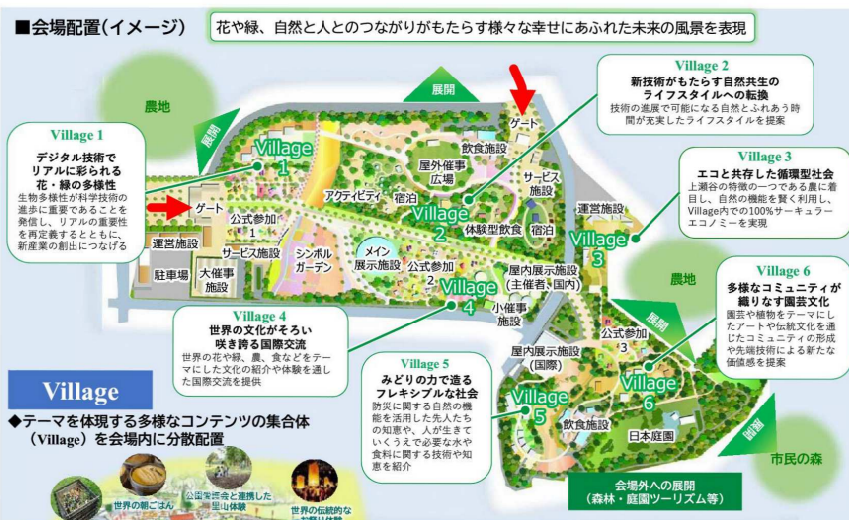 ■会場配置(イメージ)
花や緑、自然と人とのつながりがもたらす様々な幸せにあふれた未来の風景を表現
Village 2
新技術がもたらす自然共生の
ライフスタイルへの転換
技術の進展で可能になる自然とふれあう時
間が充実したライフスタイルを提案
農地
展開
展開
ゲート
Village 1
デジタル技術で
リアルに彩られる
花・緑の多様性
生物多様性が科学技術の
進歩に重要であることを
発信し、リアルの重要性
を再定義するとともに、
新産業の創出につなげる
Village
1
飲食施設
屋外催事
広場
サービス
施設
アクティビティ
宿泊
Village
2
体験型飲食
宿泊
Village 3
エコと共存した循環型社会
上瀬谷の特徴の一つである農に着
目し、自然の機能を賢く利用し、
Village内での100%サーキュラー
エコノミーを実現
運営施設
Village
3
ゲート
公式参加
1
運営施設
サービス施設
駐車場
大催事
施設
シンボル
ガーデン
メイン
展示施設
公式参加
2
Village
4
屋内展示施設
(主催者、国内)
小催事
施設
農地
展開
Village 6
多様なコミュニティが
織りなす園芸文化
園芸や植物をテーマにし
たアートや伝統文化を通
じたコミュニティの形成
や先端技術による新たな
価値感を提案
Village 4
世界の文化がそろい
咲き誇る国際交流
世界の花や緑、農、食などをテー
マにした文化の紹介や体験を通し
た国際交流を提供
屋内展示施設
(国際)
公式参加
3
Village
5
Village
6
飲食施設
日本庭園
展開
市民の森
Village 5
みどりの力で造る
フレキシブルな社会
防災に関する自然の機
能を活用した先人たち
の知恵や、人が生きて
いくうえで必要な水や
食料に関する技術や知
恵を紹介
会場外への展開
(森林・庭園ツーリズム等)
Village
◆テーマを体現する多様なコンテンツの集合体
(Village)を会場内に分散配置
世界の朝ごはん
公園愛護会と連携した
里山体験
世界の伝統的な